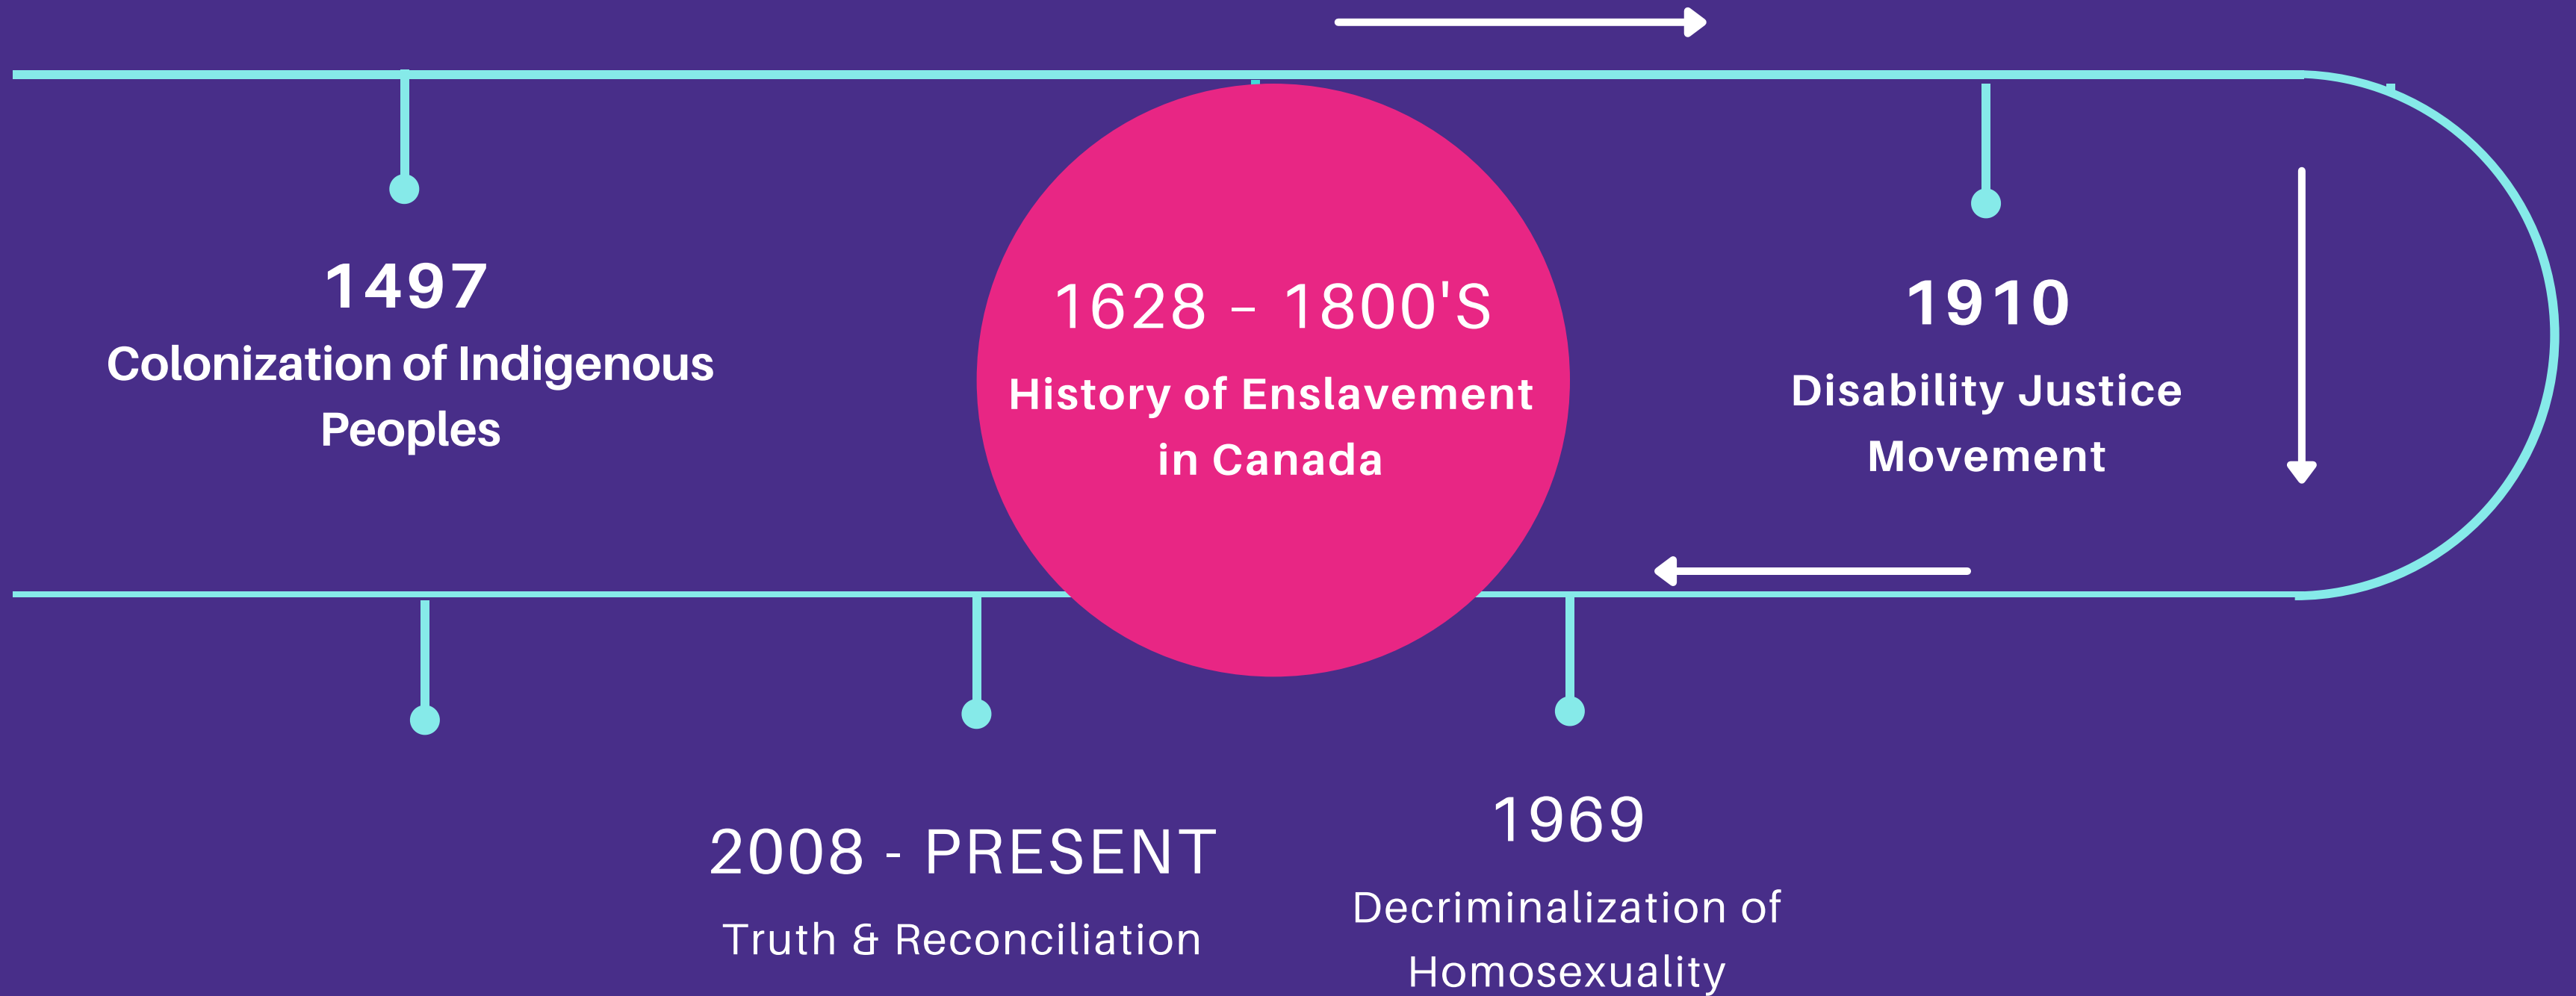 1497
Colonization of Indigenous
Peoples
1628 – 1800'S
History of Enslavement
in Canada
1910
Disability Justice
Movement
1969
Decriminalization of
Homosexuality
2008 - PRESENT
Truth & Reconciliation